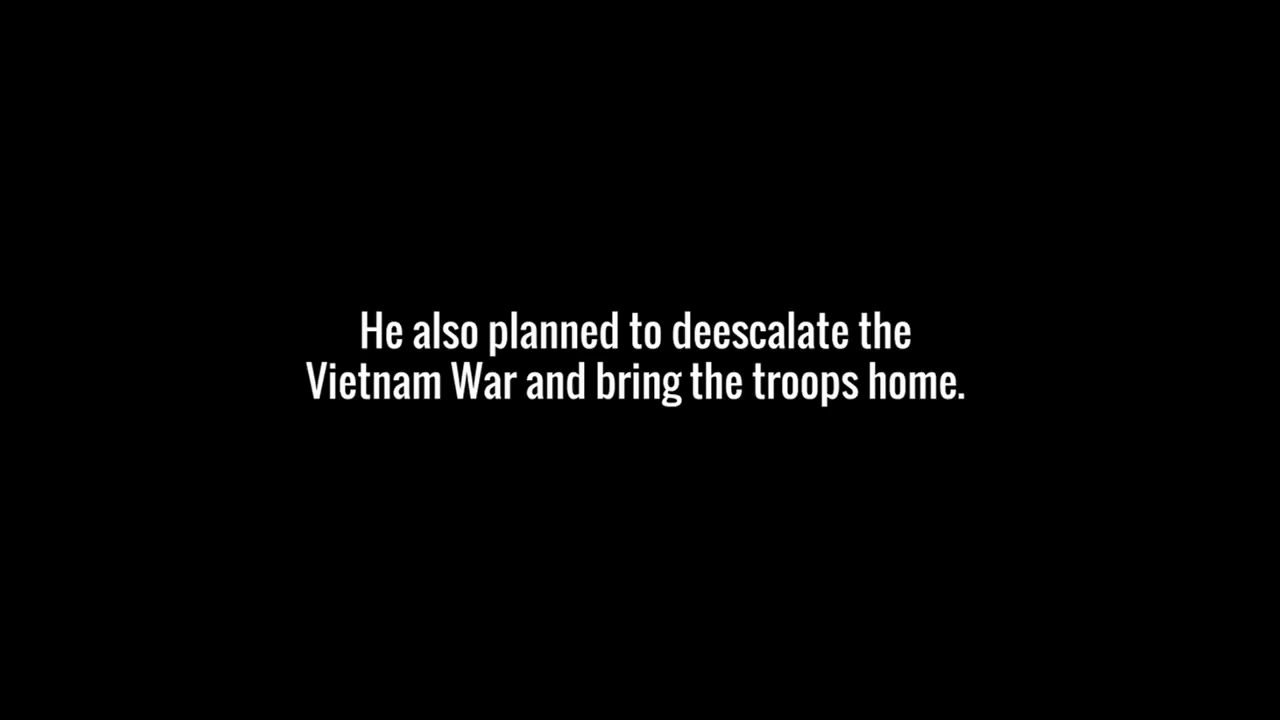 He also planned to deescalate the
Vietnam War and bring the troops home.